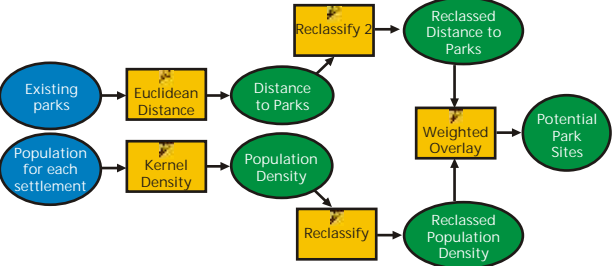 Reclassify 2
Reclassed
Distance to
Parks
Existing
parks
Euclidean
Distance
Distance
to Parks
Weighted
Overlay
Potential
Park
Sites
Population
for each
settlement
Kernel
Density
Population
Density
Reclassify
Reclassed
Population
Density